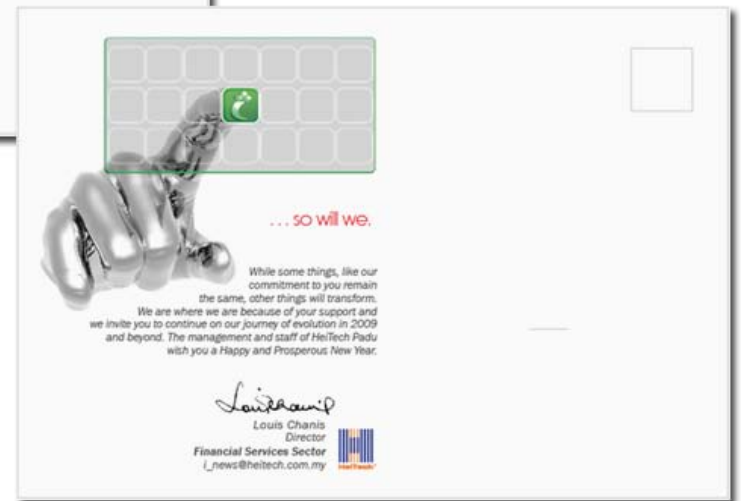 ... so will we.
While some things, like our
commitment to you remain
the same, other things will transform.
We are where we are because of your support and
we invite you to continue on our journey of evolution in 2009
and beyond. The management and staff of HeiTech Padu
wish you a Happy and Prosperous New Year.
Louis Chanis
Director
Financial Services Sector
i_news@heitech.com.my
HeiTech